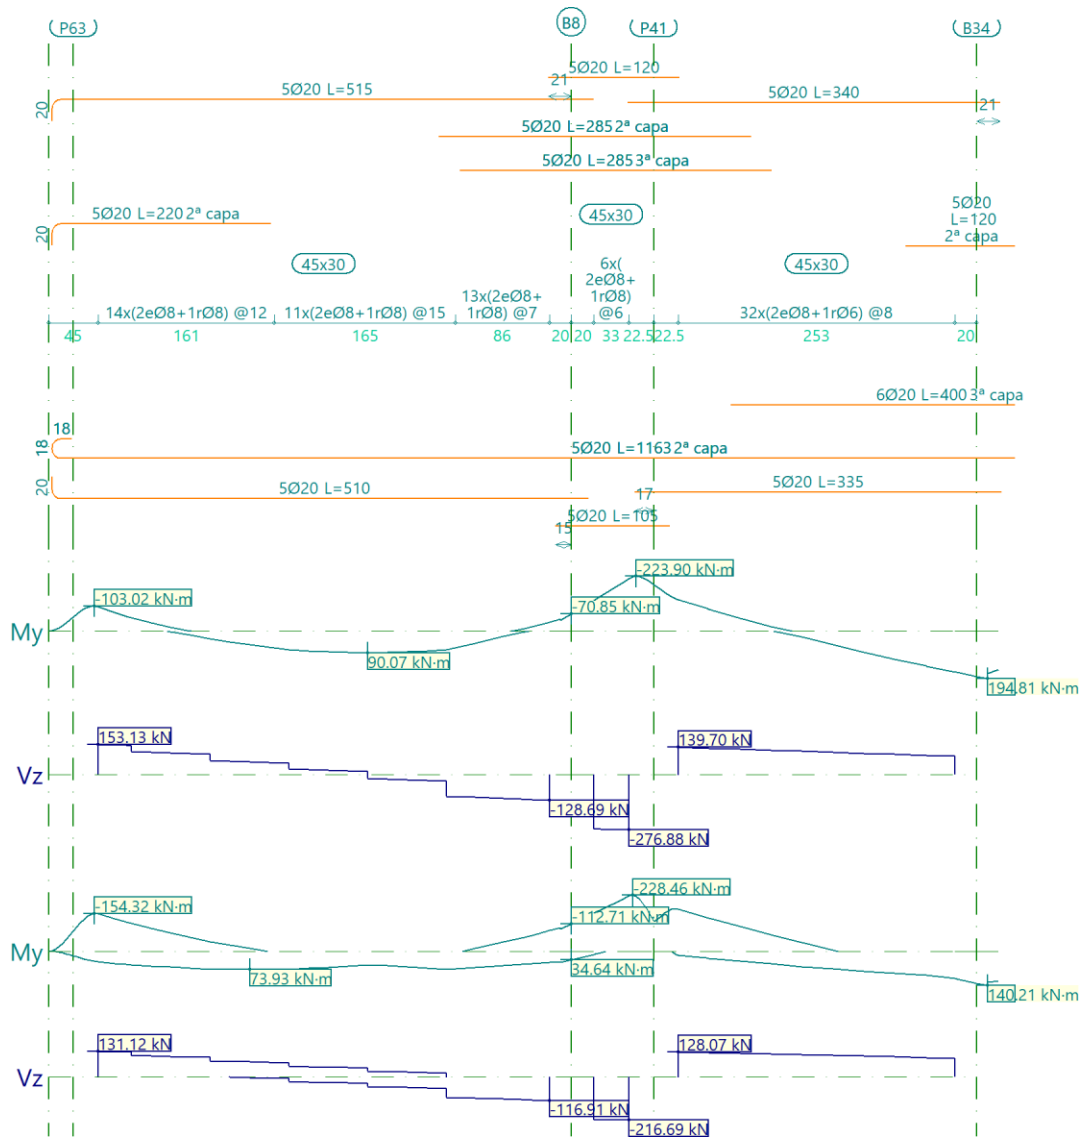 P63
B8
P41
B34
5Ø20 L=120
21
5Ø20 L=515
20
5Ø20 L=340
21
5Ø20 L=285 2ª capa
5Ø20 L=285 3ª capa
5Ø20 L=220 2ª capa
20
45x30
5Ø20
L=120
2ª capa
45x30
45x30
6x(
2eØ8+
1rØ8)
@6
13x(2eØ8+
1rØ8) @7
14x(2eØ8+1rØ8) @12
11x(2eØ8+1rØ8) @15
32x(2eØ8+1rØ6) @8
45
161
165
86
20
20
33
22.5
22.5
253
20
6Ø20 L=400 3ª capa
18
18
5Ø20 L=1163 2ª capa
20
5Ø20 L=510
5Ø20 L=335
17
5Ø20 L=105
15
-223.90 kN·m
-103.02 kN·m
-70.85 kN·m
My
90.07 kN·m
194.81 kN·m
153.13 kN
139.70 kN
Vz
-128.69 kN
-276.88 kN
-228.46 kN·m
-154.32 kN·m
-112.71 kN·m
My
73.93 kN·m
34.64 kN·m
140.21 kN·m
131.12 kN
128.07 kN
Vz
-116.91 kN
-216.69 kN